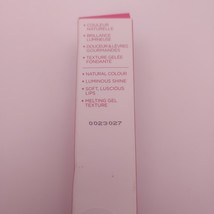 • COULEUR
NATURELLE
• BRILLANCE
LUMINEUSE
• DOUCEUR & LÈVRES
GOURMANDES
• TEXTURE GELÉE
FONDANTE
• NATURAL COLOUR
• LUMINOUS SHINE
• SOFT, LUSCIOUS
LIPS
• MELTING GEL
TEXTURE
0023027